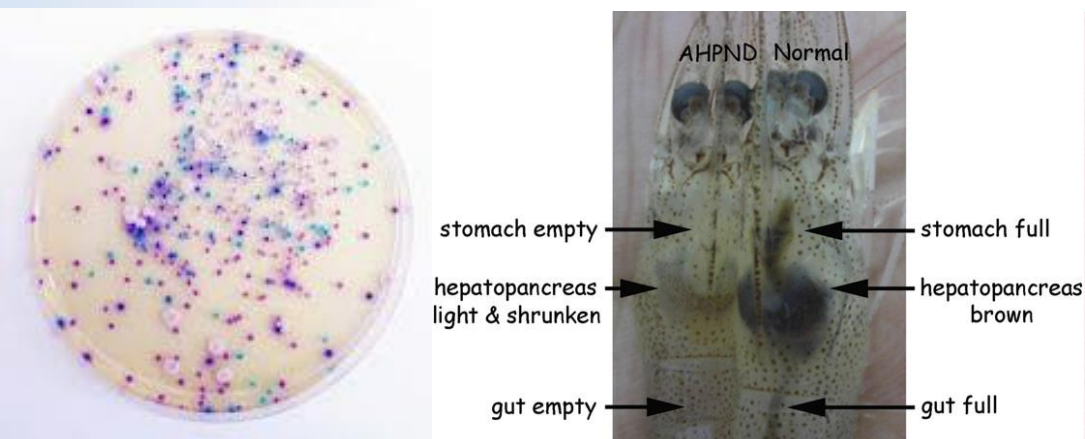 AHPND Normal
stomach empty
stomach full
hepatopancreas
light & shrunken
hepatopancreas
brown
gut empty
gut full